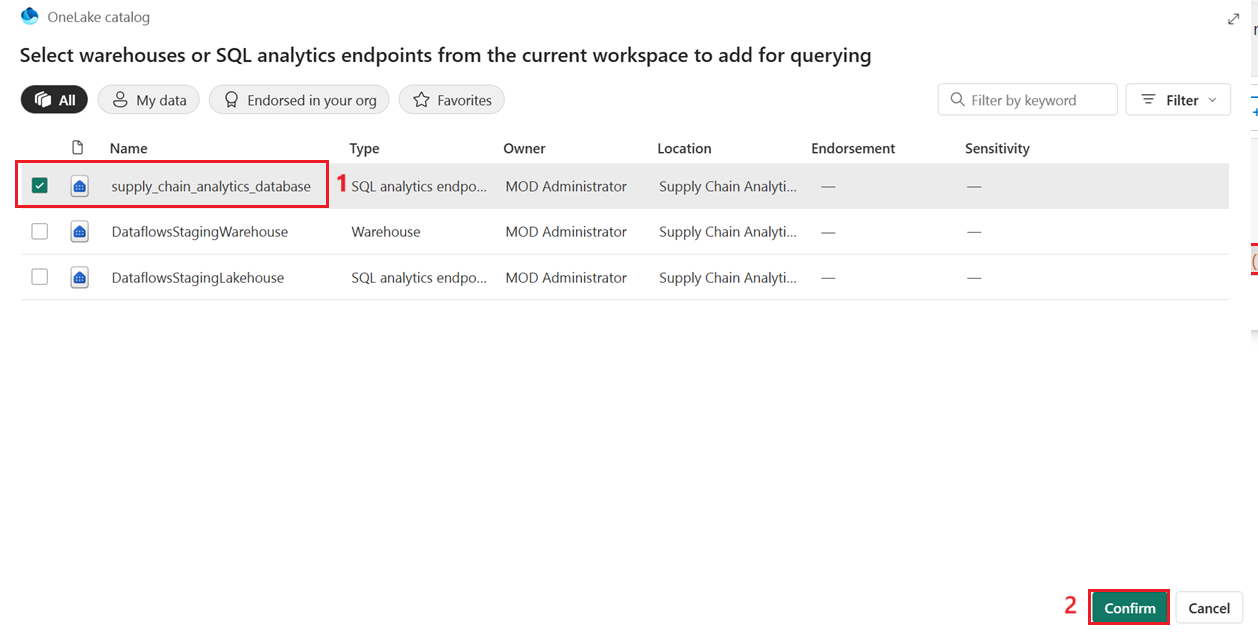 OneLake catalog
Select warehouses or SQL analytics endpoints from the current workspace to add for querying
All My data Endorsed in your org Favorites Filter by keyword Filter
Name Type Owner Location Endorsement Sensitivity
supply_chain_analytics_database 1 SQL analytics endpo... MOD Administrator Supply Chain Analyti... — —
DataflowsStagingWarehouse Warehouse MOD Administrator Supply Chain Analyti... — —
DataflowsStagingLakehouse SQL analytics endpo... MOD Administrator Supply Chain Analyti... — —
2 Confirm Cancel